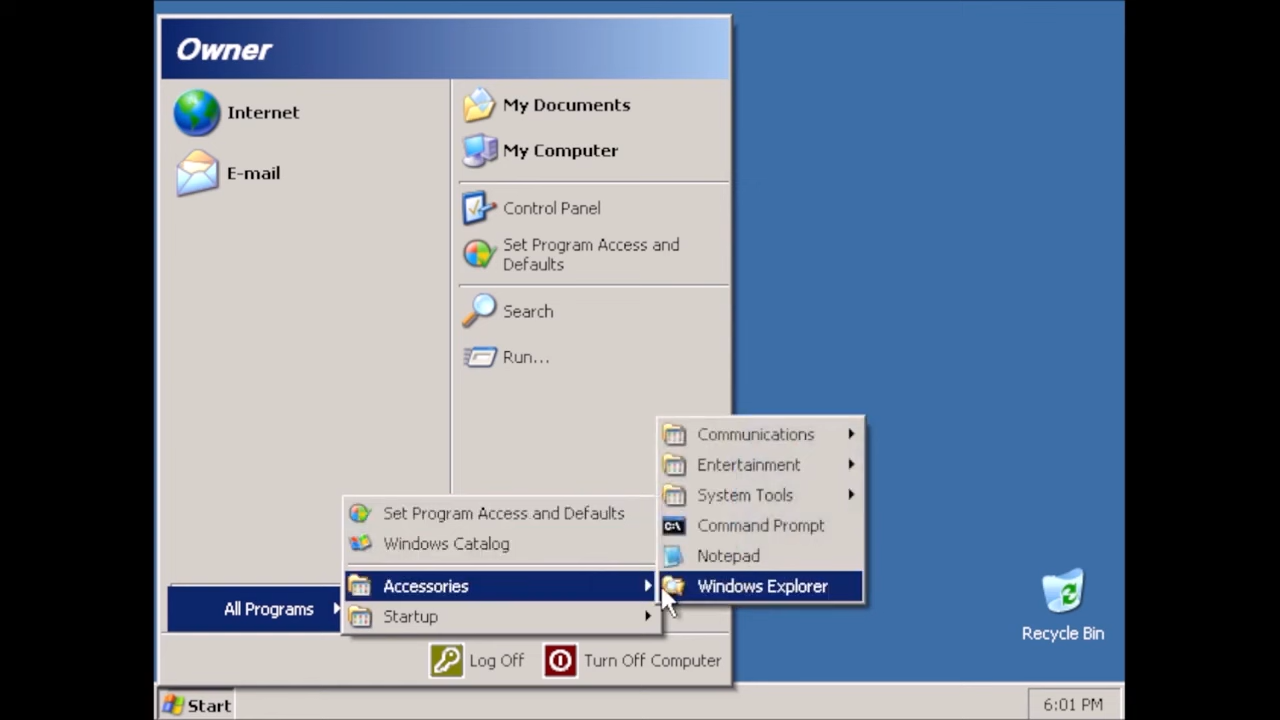 Owner
Internet
E-mail
My Documents
My Computer
Control Panel
Set Program Access and
Defaults
Search
Run...
All Programs
Set Program Access and Defaults
Windows Catalog
Accessories
Startup
Communications
Entertainment
System Tools
C:\
Command Prompt
Notepad
Windows Explorer
Log Off
Turn Off Computer
Recycle Bin
Start
6:01 PM